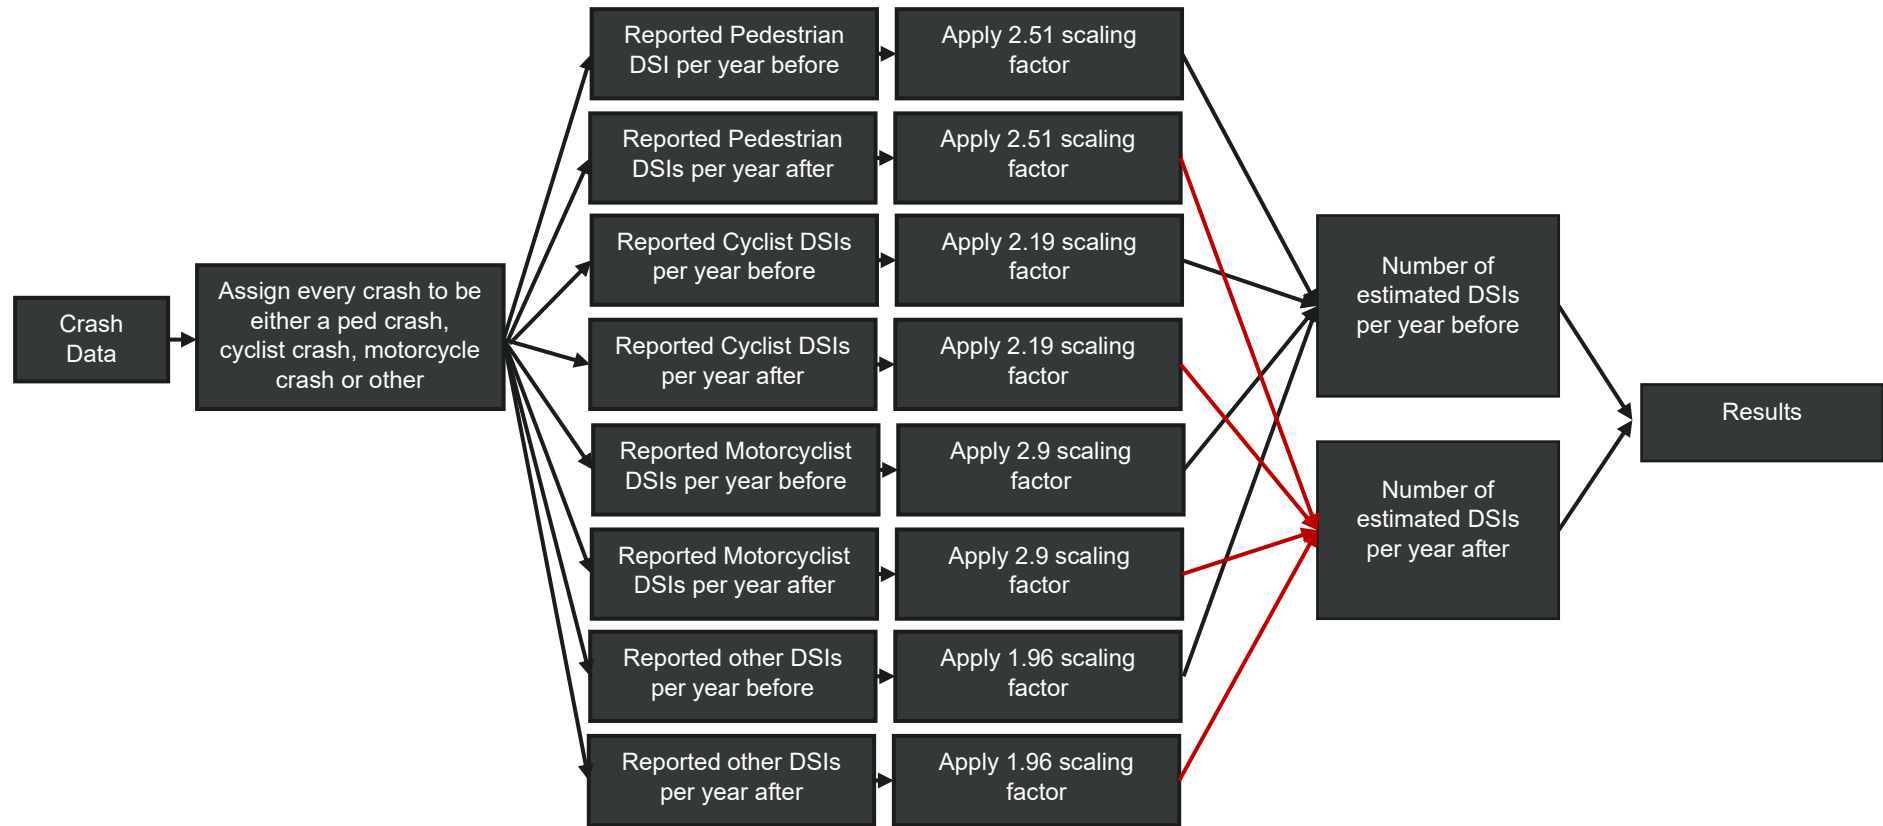 Crash
Data
Assign every crash to be
either a ped crash,
cyclist crash, motorcycle
crash or other
Reported Pedestrian
DSI per year before
Apply 2.51 scaling
factor
Reported Pedestrian
DSIs per year after
Apply 2.51 scaling
factor
Reported Cyclist DSIs
per year before
Apply 2.19 scaling
factor
Reported Cyclist DSIs
per year after
Apply 2.19 scaling
factor
Reported Motorcyclist
DSIs per year before
Apply 2.9 scaling
factor
Reported Motorcyclist
DSIs per year after
Apply 2.9 scaling
factor
Reported other DSIs
per year before
Apply 1.96 scaling
factor
Reported other DSIs
per year after
Apply 1.96 scaling
factor
Number of
estimated DSIs
per year before
Number of
estimated DSIs
per year after
Results